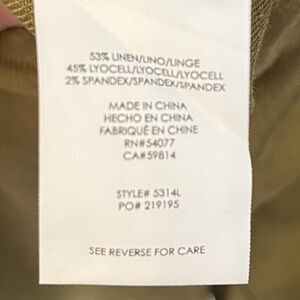 53% LINEN/LINO/LINGE
45% LYOCELL/LYOCELL/LYOCELL
2% SPANDEX/SPANDEX/SPANDEX
MADE IN CHINA
HECHO EN CHINA
FABRIQUÉ EN CHINE
RN#54077
CA#59814
STYLE# 5314L
PO# 219195
SEE REVERSE FOR CARE